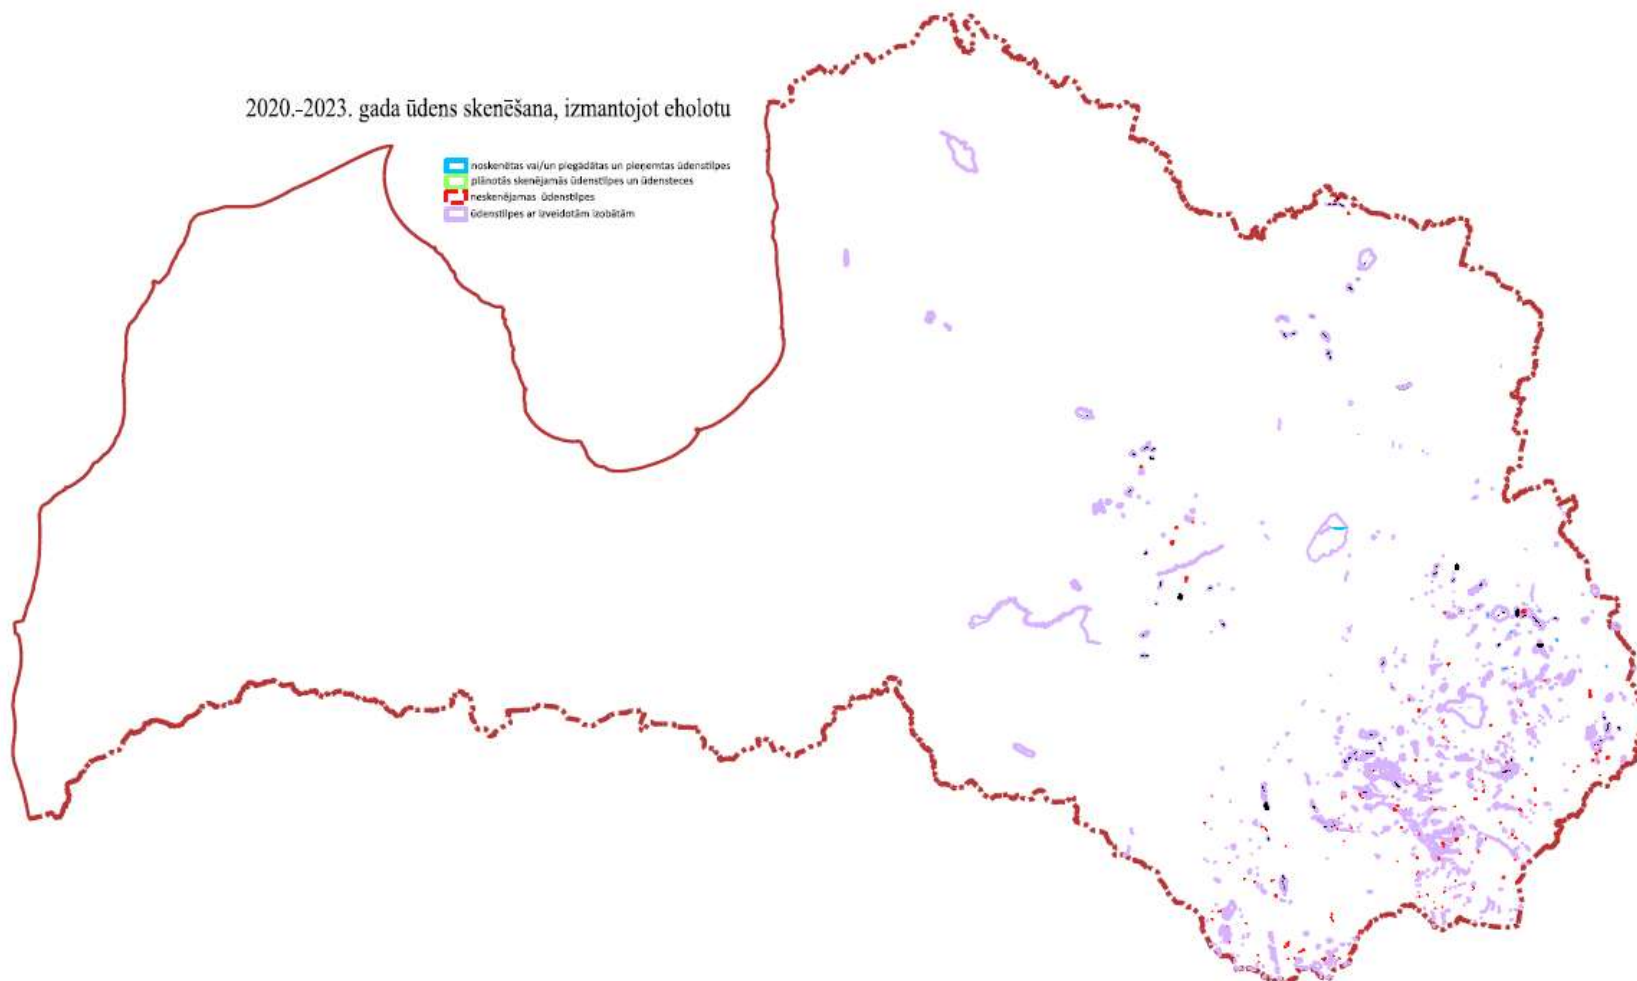 2020.-2023. gada ūdens skenēšana, izmantojot eholotu
noskenētas vai/un piegādātas un pieņemtas ūdenstilpes
plānotās skenējamās ūdenstilpes un ūdensteces
neskenējamas ūdenstilpes
ūdenstilpes ar izveidotām izobātām